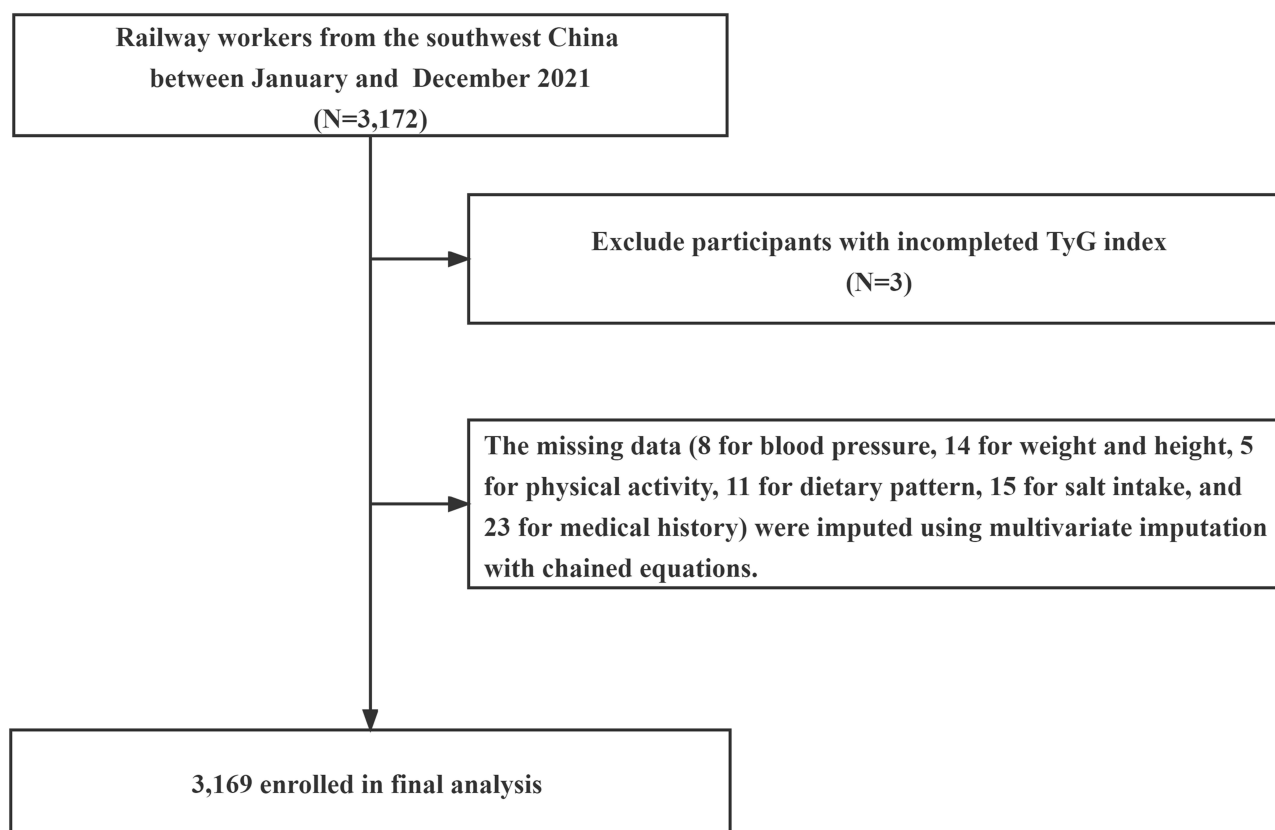 Railway workers from the southwest China
between January and December 2021
(N=3,172)
Exclude participants with incompleted TyG index
(N=3)
The missing data (8 for blood pressure, 14 for weight and height, 5
for physical activity, 11 for dietary pattern, 15 for salt intake, and
23 for medical history) were imputed using multivariate imputation
with chained equations.
3,169 enrolled in final analysis